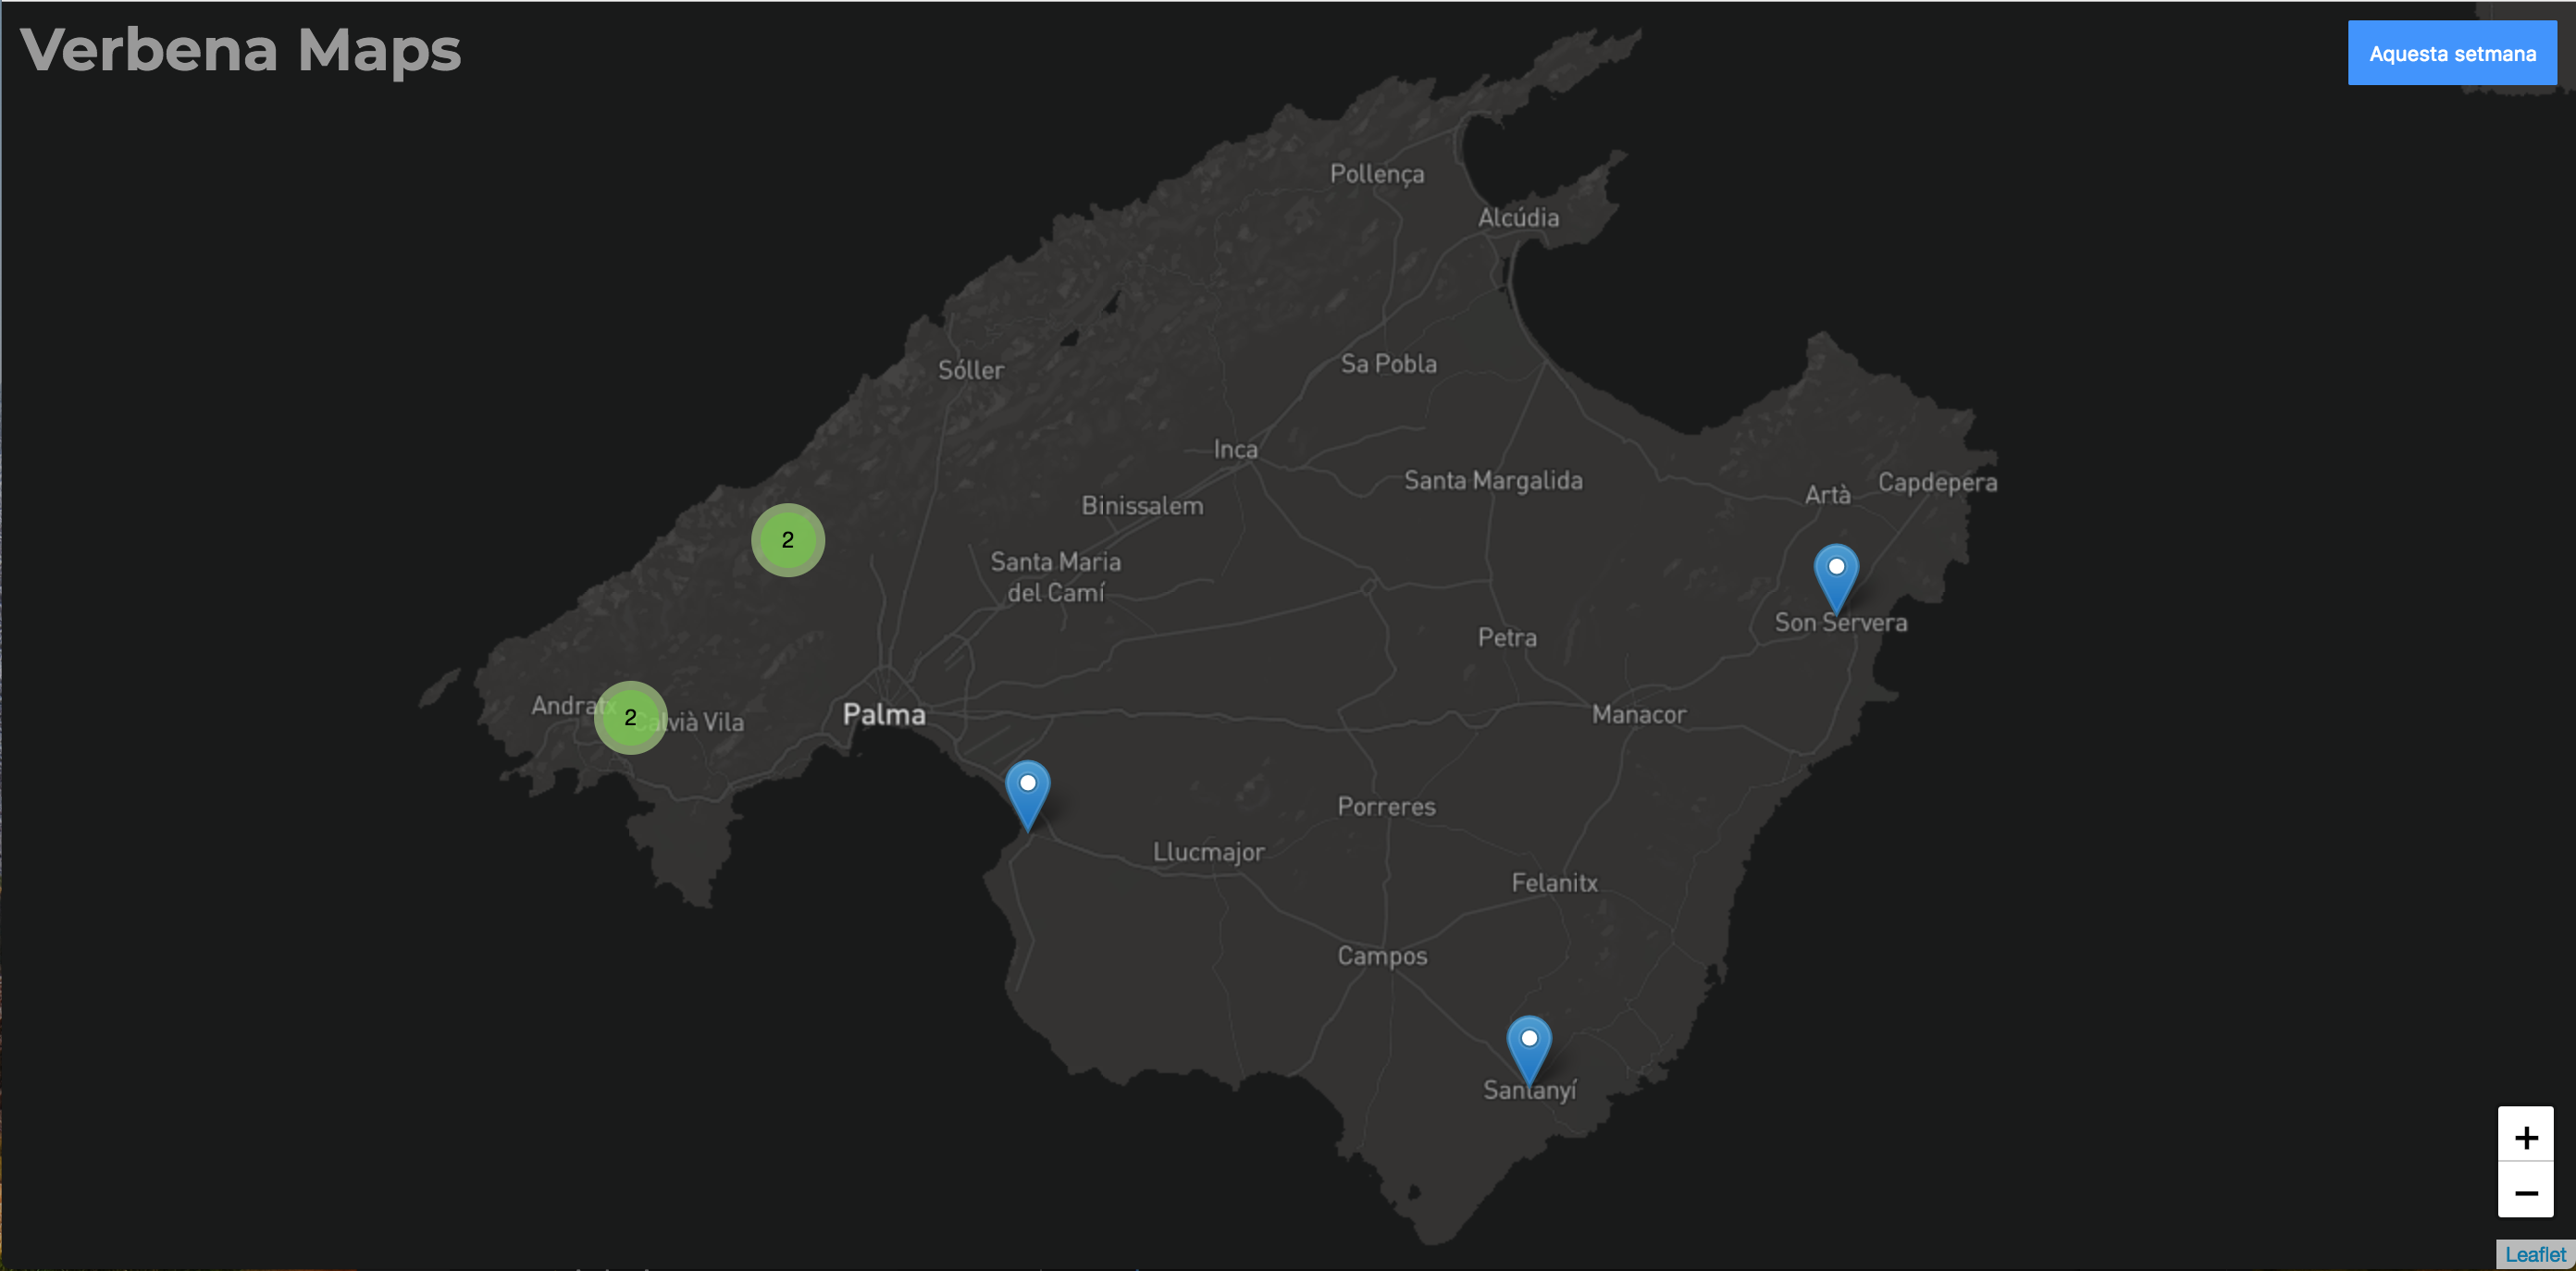 Verbena Maps
Aquesta setmana
Pollença
Alcúdia
Sóller
Sa Pobla
Inca
Santa Margalida
Artà
Capdepera
Binissalem
2
Santa Maria
del Camí
Son Servera
Petra
Andratx
2
Calvià Vila
Palma
Manacor
Porreres
Llucmajor
Felanitx
Campos
Santanyí
+
−
Leaflet